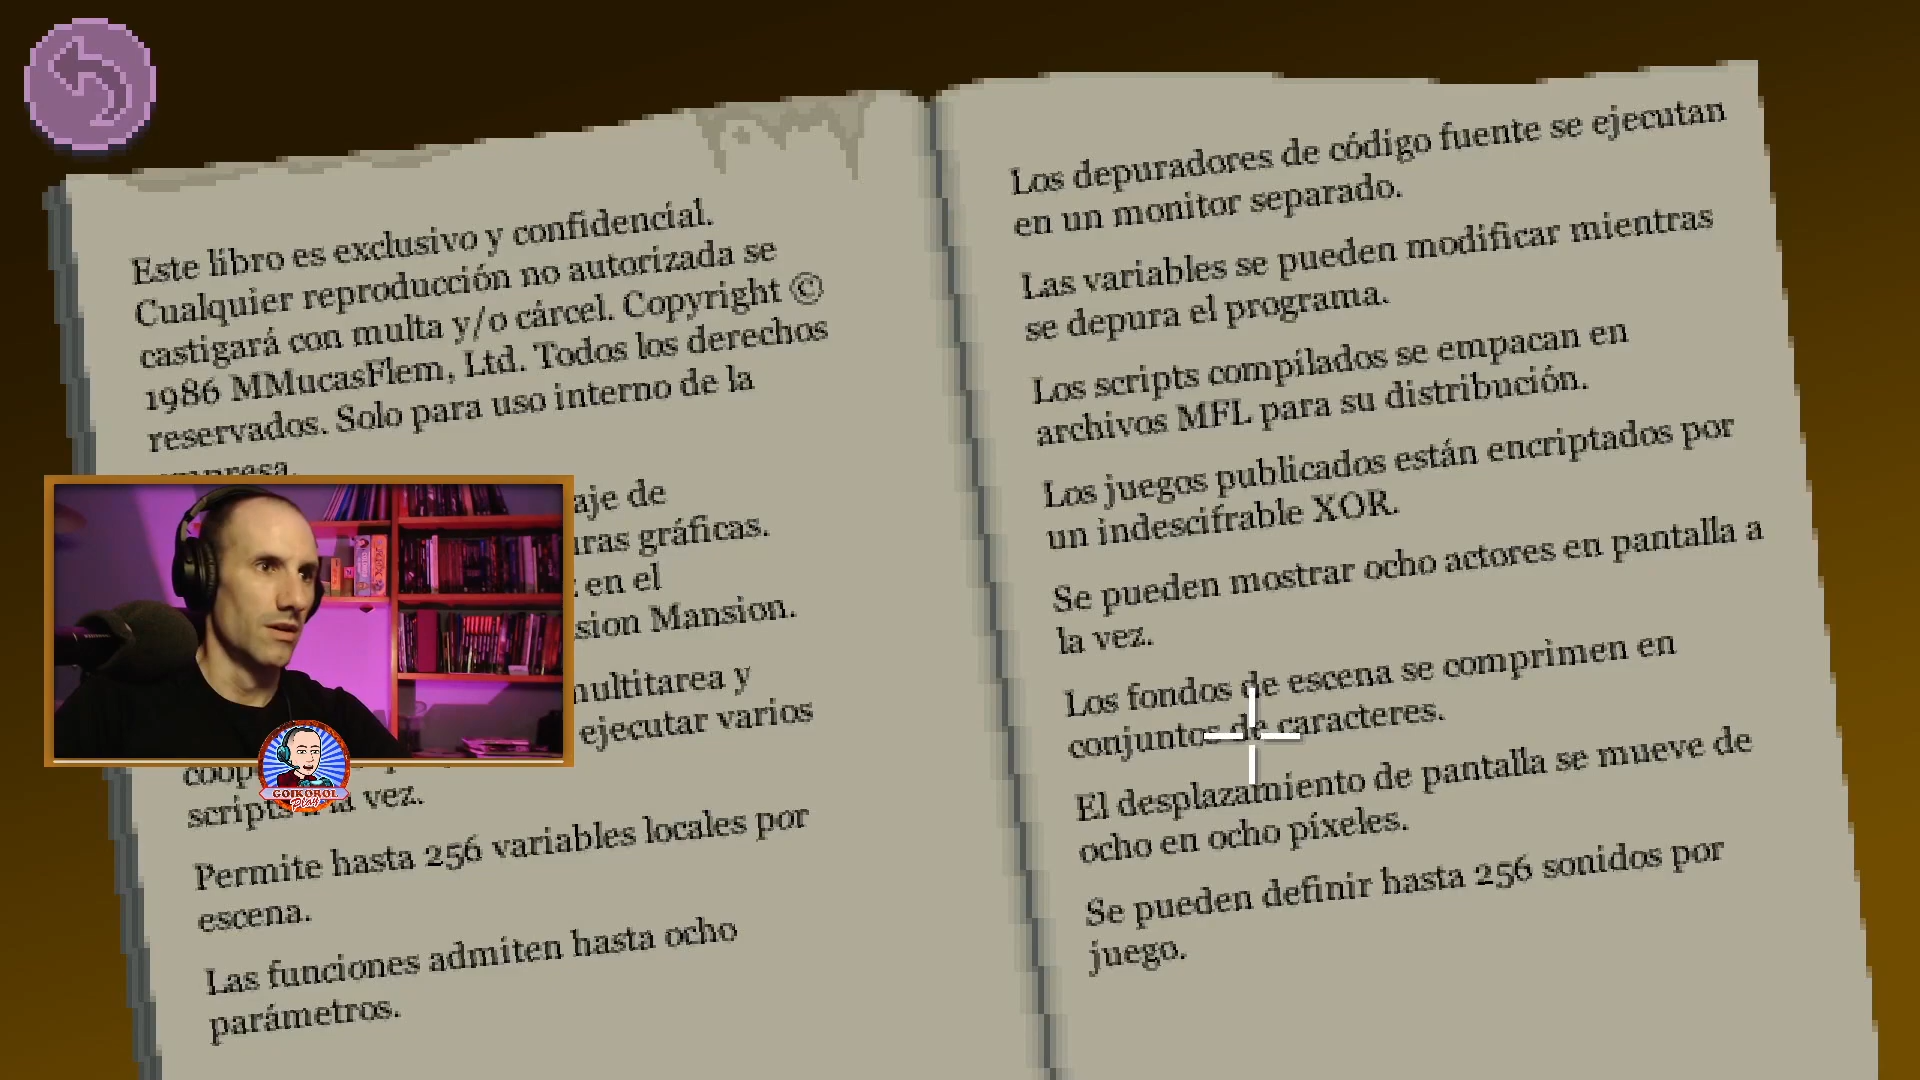 Este libro es exclusivo y confidencial.
Cualquier reproducción no autorizada se
castigará con multa y/o cárcel. Copyright ©
1986 MMucasFlem, Ltd. Todos los derechos
reservados. Solo para uso interno de la
empresa.
aje de
ras gráficas.
en el
sion Mansion.
multitarea y
ejecutar varios
scripts a la vez.
Permite hasta 256 variables locales por
escena.
Las funciones admiten hasta ocho
parámetros.
Los depuradores de código fuente se ejecutan
en un monitor separado.
Las variables se pueden modificar mientras
se depura el programa.
Los scripts compilados se empacan en
archivos MFL para su distribución.
Los juegos publicados están encriptados por
un indescifrable XOR.
Se pueden mostrar ocho actores en pantalla a
la vez.
Los fondos de escena se comprimen en
conjuntos de caracteres.
El desplazamiento de pantalla se mueve de
ocho en ocho píxeles.
Se pueden definir hasta 256 sonidos por
juego.
GOIKOROL
Play